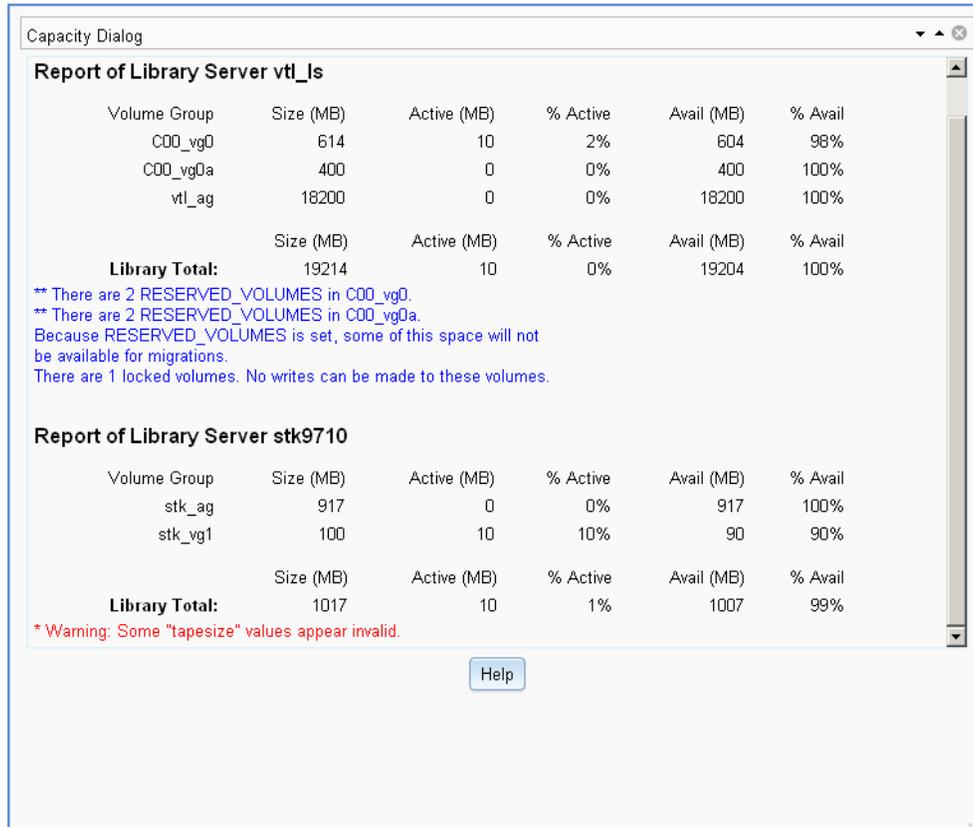 Capacity Dialog
Report of Library Server vtl_ls
Volume Group Size (MB) Active (MB) % Active Avail (MB) % Avail
C00_vg0 614 10 2% 604 98%
C00_vg0a 400 0 0% 400 100%
vtl_ag 18200 0 0% 18200 100%
Size (MB) Active (MB) % Active Avail (MB) % Avail
Library Total: 19214 10 0% 19204 100%
** There are 2 RESERVED_VOLUMES in C00_vg0.
** There are 2 RESERVED_VOLUMES in C00_vg0a.
Because RESERVED_VOLUMES is set, some of this space will not
be available for migrations.
There are 1 locked volumes. No writes can be made to these volumes.
Report of Library Server stk9710
Volume Group Size (MB) Active (MB) % Active Avail (MB) % Avail
stk_ag 917 0 0% 917 100%
stk_vg1 100 10 10% 90 90%
Size (MB) Active (MB) % Active Avail (MB) % Avail
Library Total: 1017 10 1% 1007 99%
* Warning: Some "tapesize" values appear invalid.
Help